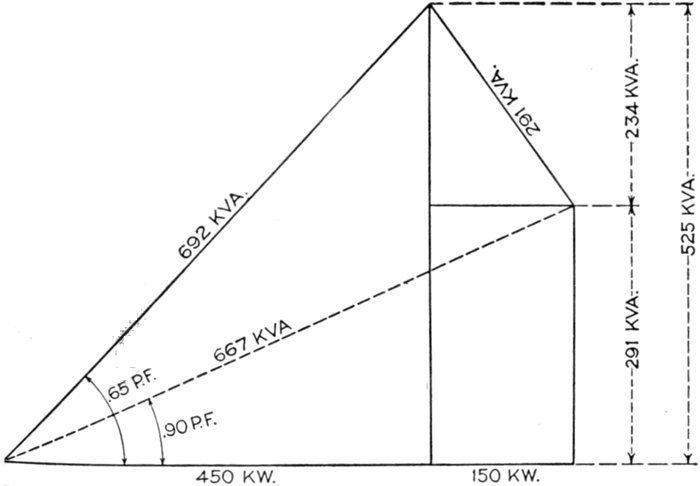 692 KVA.
291 KVA.
234 KVA.
525 KVA.
667 KVA
291 KVA.
.65 P.F.
.90 P.F.
450 KW.
150 KW.